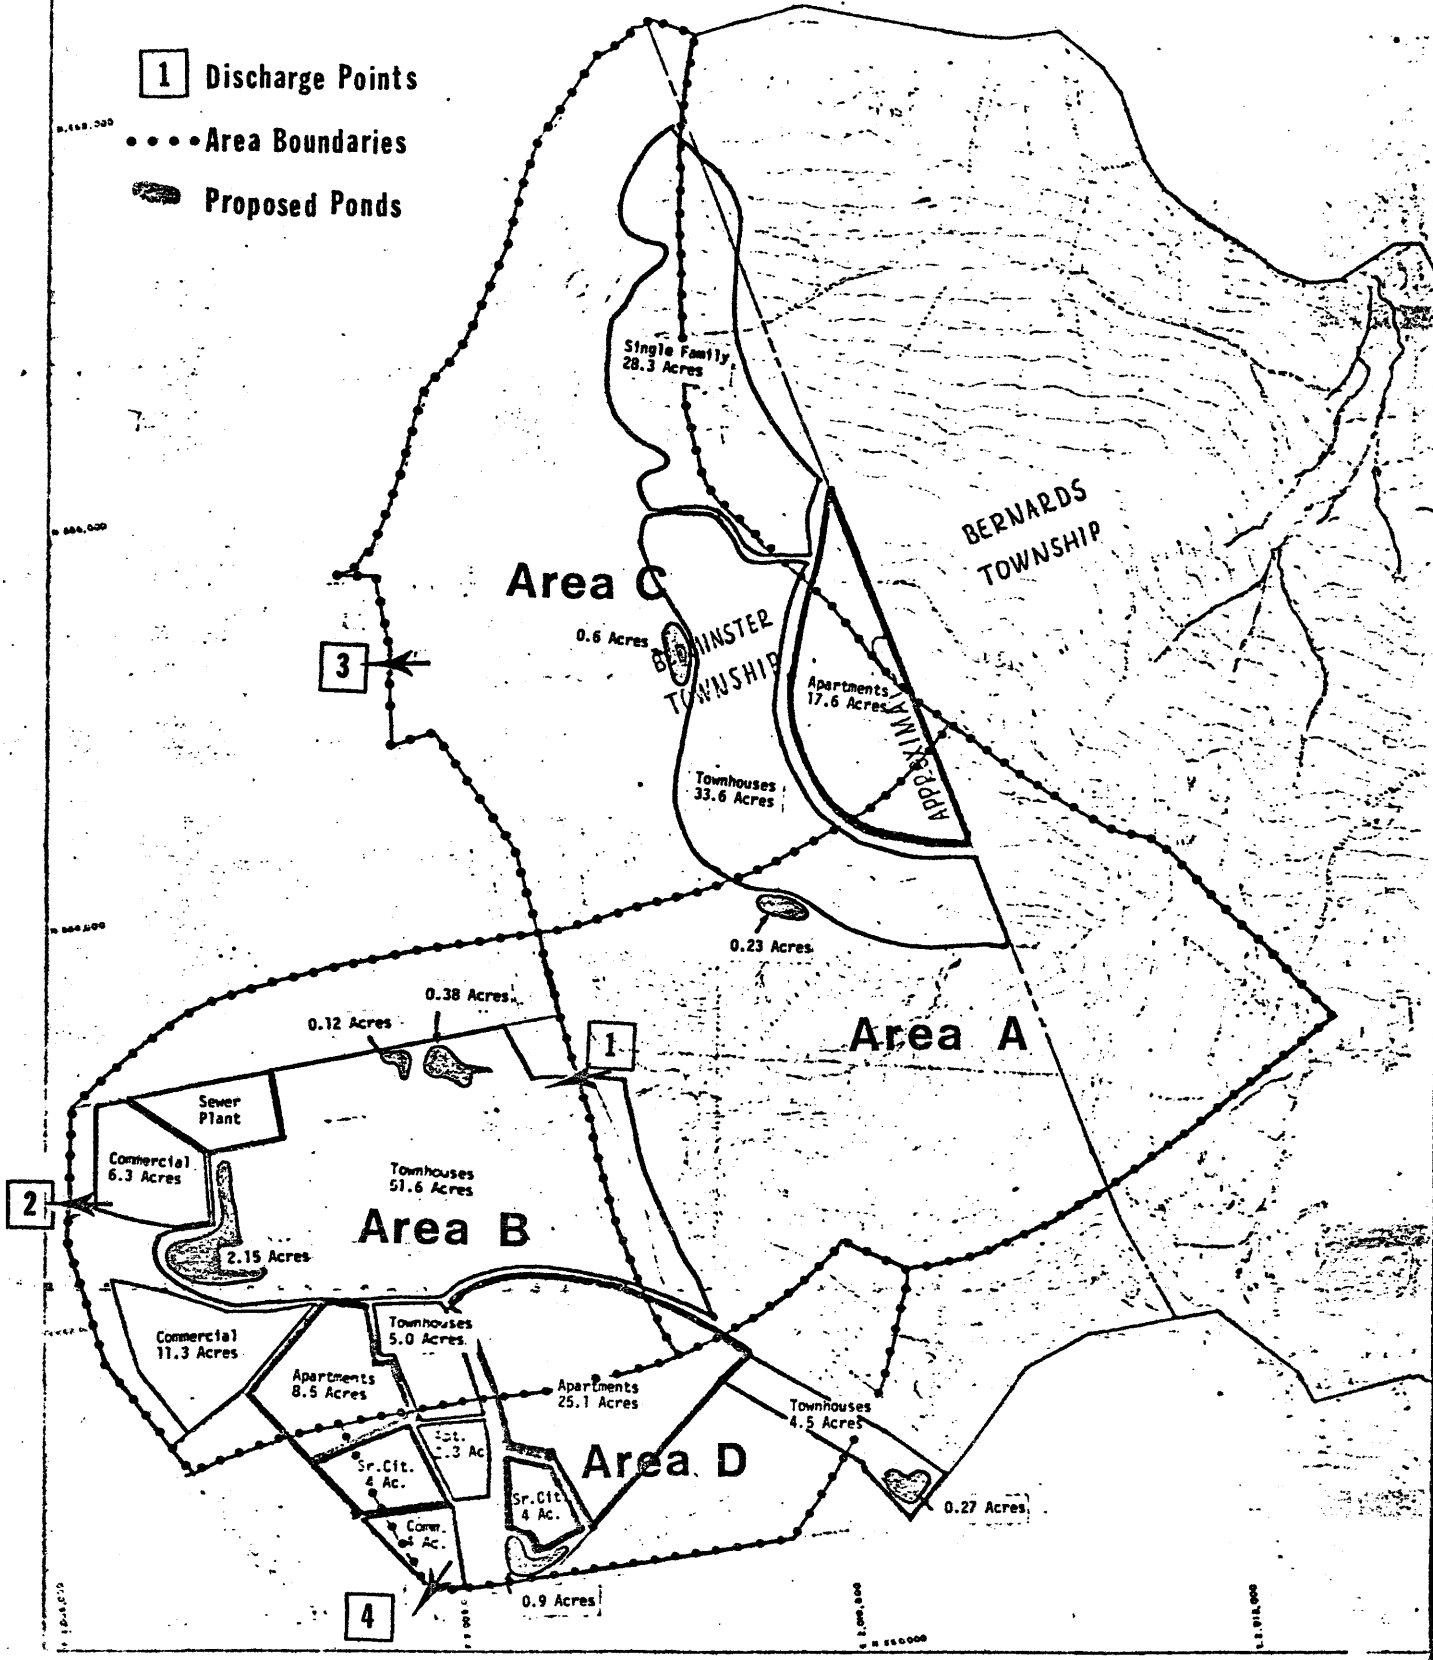 1 Discharge Points
Area Boundaries
Proposed Ponds
Single Family
28.3 Acres
BERNARDS
TOWNSHIP
Area C
0.6 Acres
TOWNSHIP
3
Apartments
17.6 Acres
Townhouses
33.6 Acres
0.23 Acres
0.38 Acres
0.12 Acres
1
Area A
Sewer
Plant
Commercial
6.3 Acres
Townhouses
51.6 Acres
2
Area B
2.15 Acres
Townhouses
5.0 Acres
Commercial
11.3 Acres
Apartments
8.5 Acres
Apartments
25.1 Acres
Townhouses
4.5 Acres
Area D
Sr.Cit.
4 Ac.
Sr.Cit.
4 Ac.
Comm.
Ac.
0.27 Acres
0.9 Acres
4